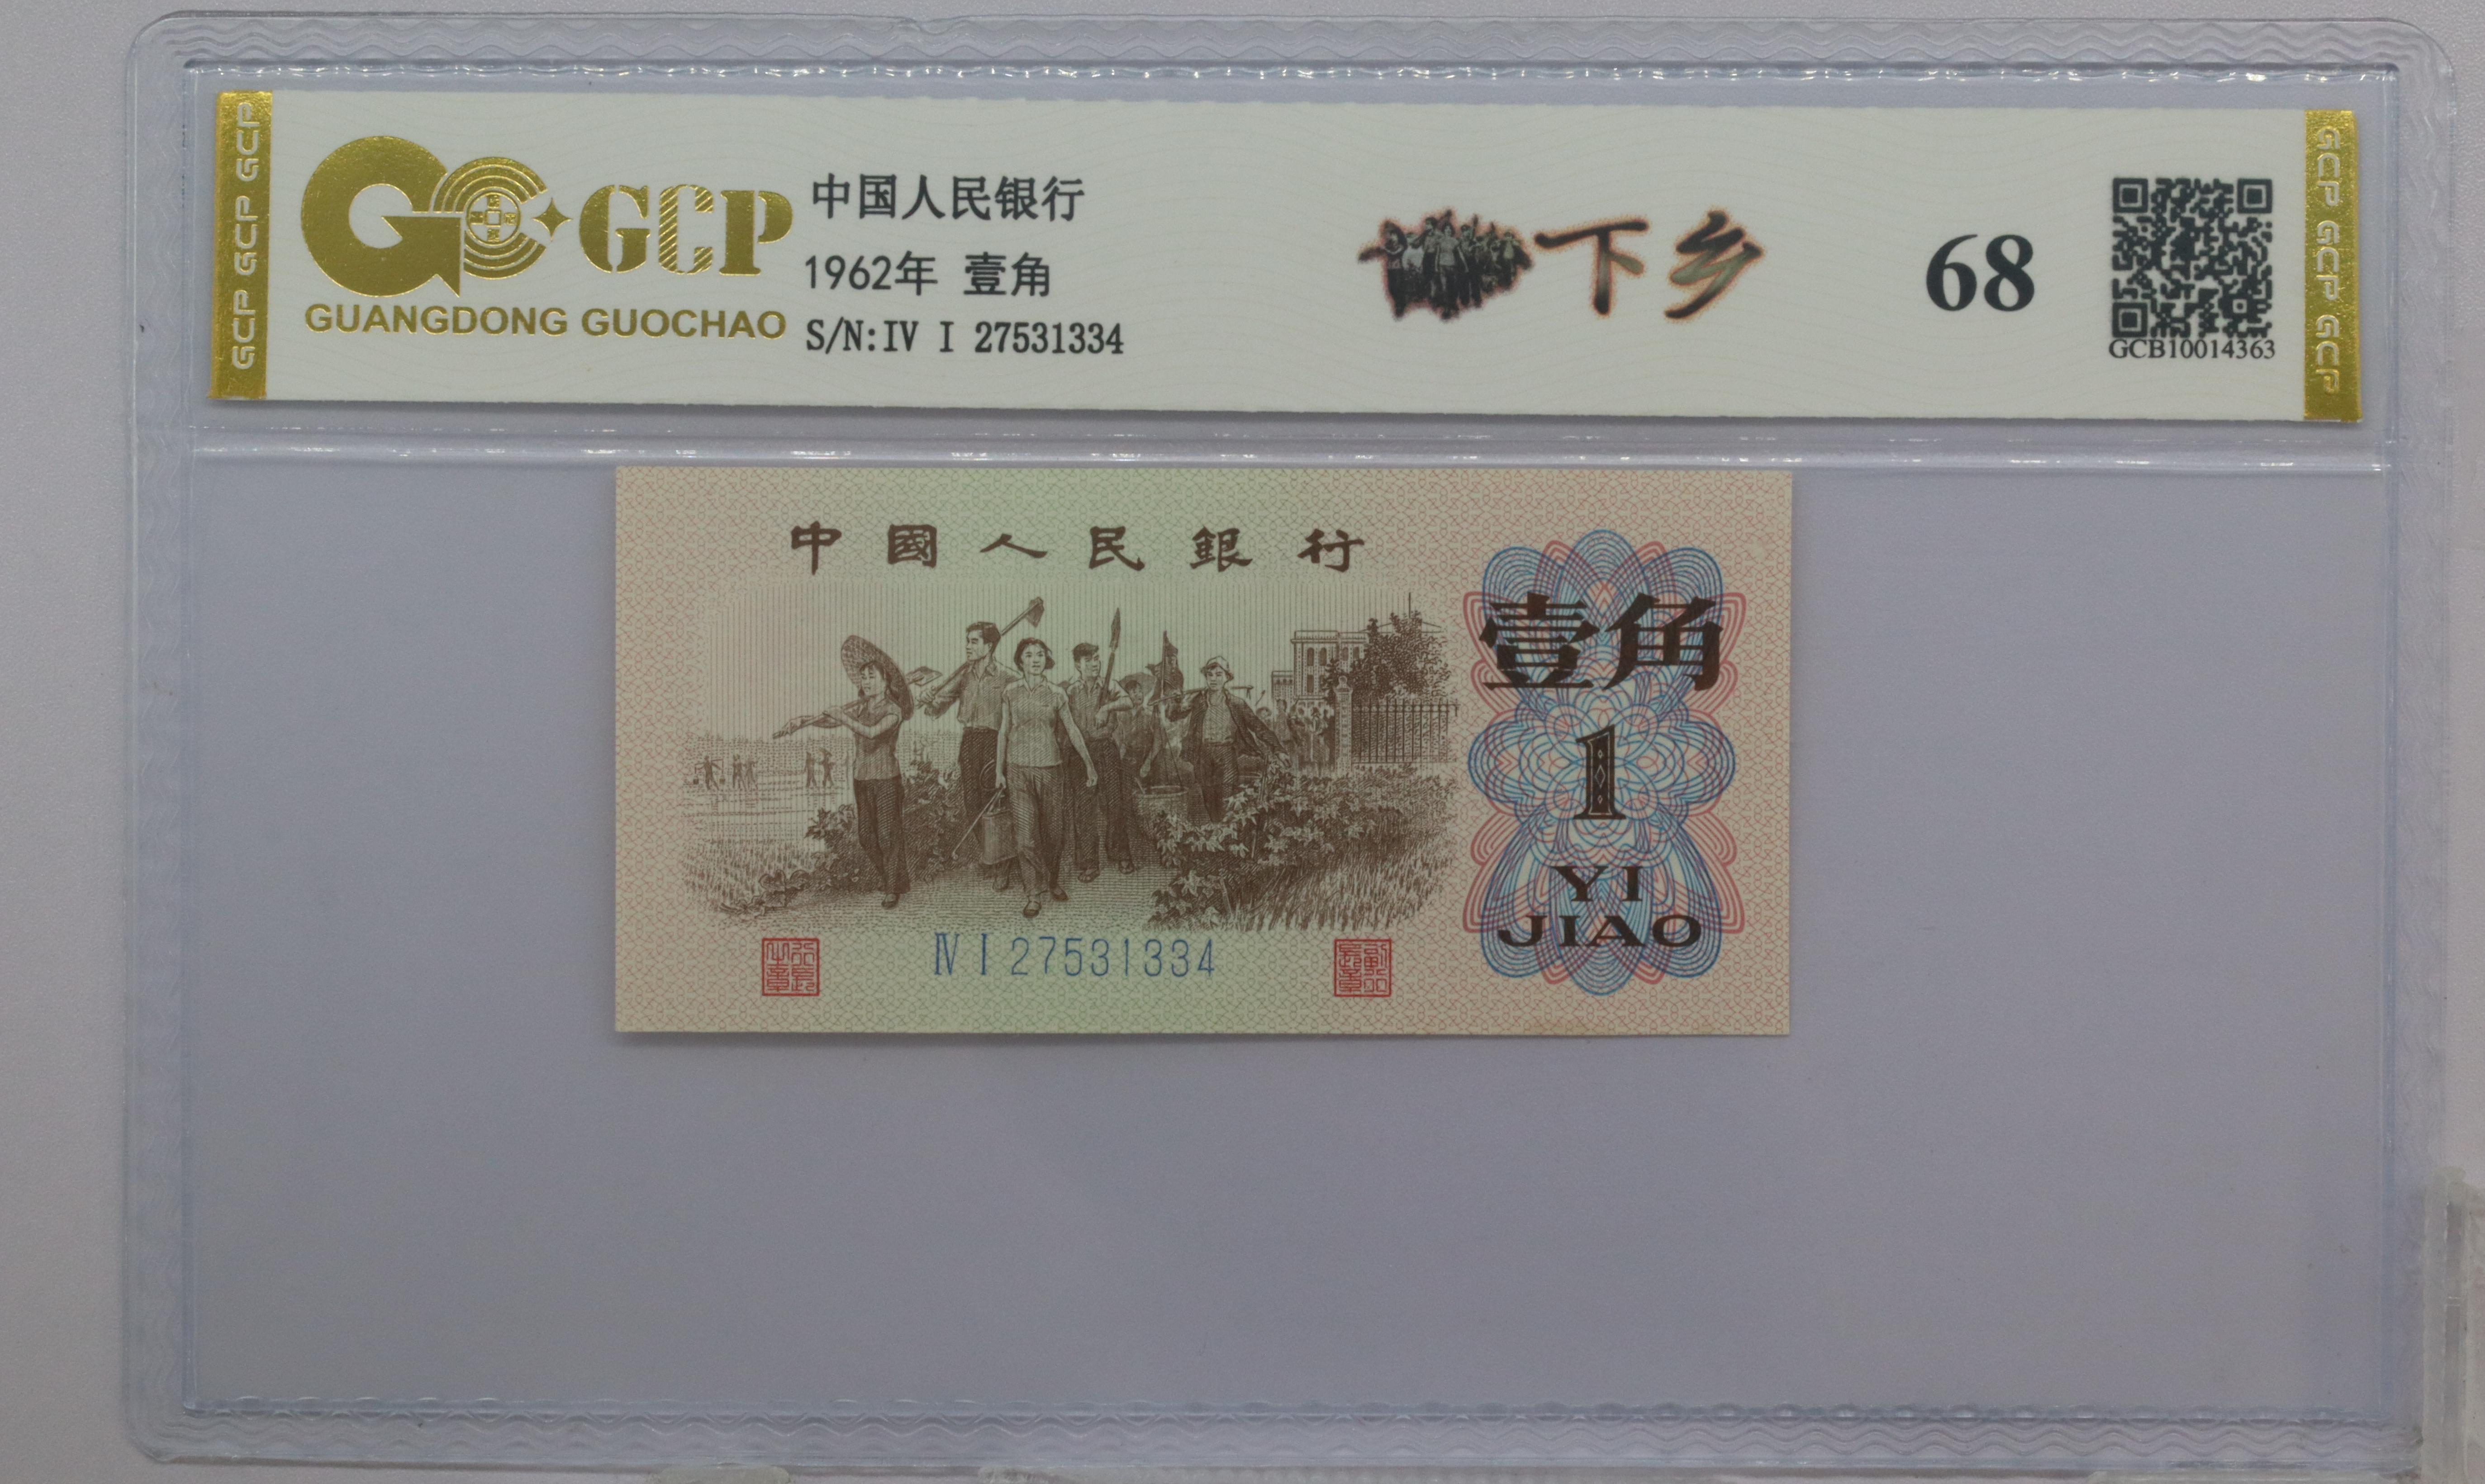 GCP GCP GCP
GCP
GUANGDONG GUOCHAO
中国人民银行
1962年 壹角
S/N:IV I 27531334
下乡
68
GCB10014363
GCP GCP GCP
中國人民銀行
壹角
1
YI
JIAO
Ⅳ Ⅰ 27531334